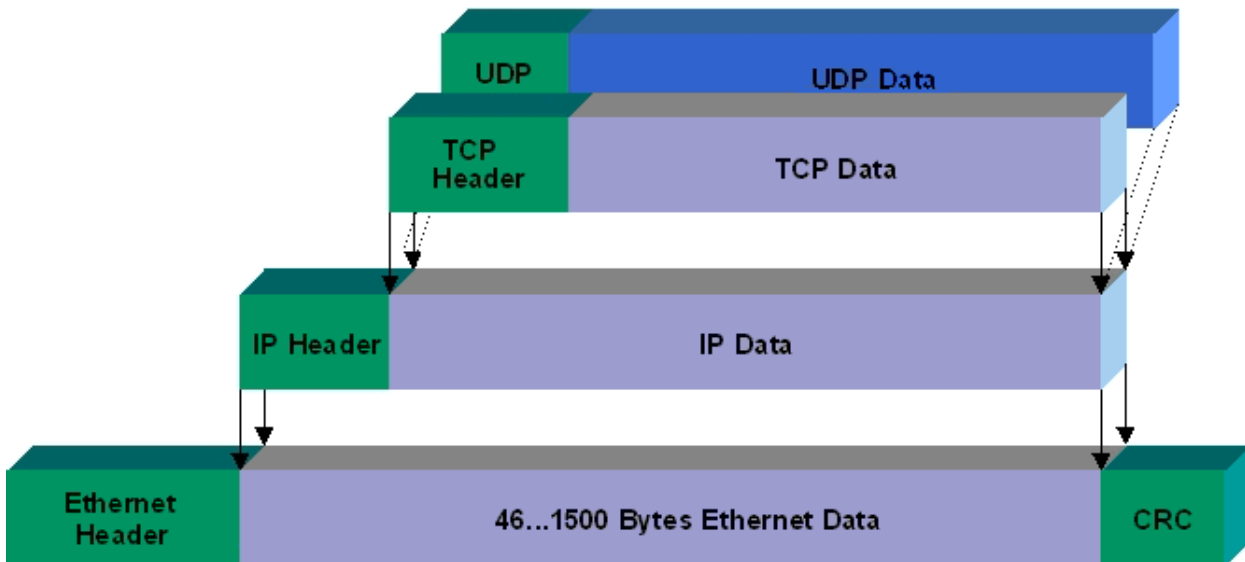 UDP
UDP Data
TCP
Header
TCP Data
IP Header
IP Data
Ethernet
Header
46...1500 Bytes Ethernet Data
CRC